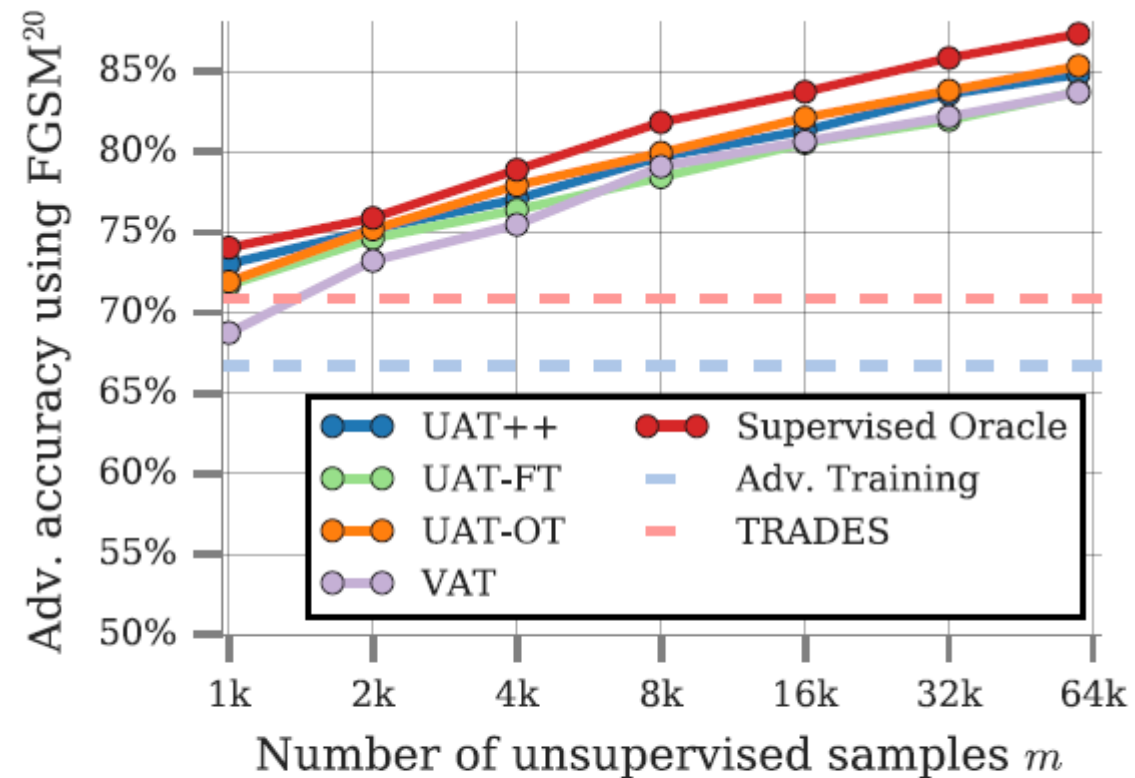 Adv. accuracy using FGSM²⁰
85%
80%
75%
70%
65%
60%
55%
50%
UAT++
UAT-FT
UAT-OT
VAT
Supervised Oracle
Adv. Training
TRADES
1k 2k 4k 8k 16k 32k 64k
Number of unsupervised samples m